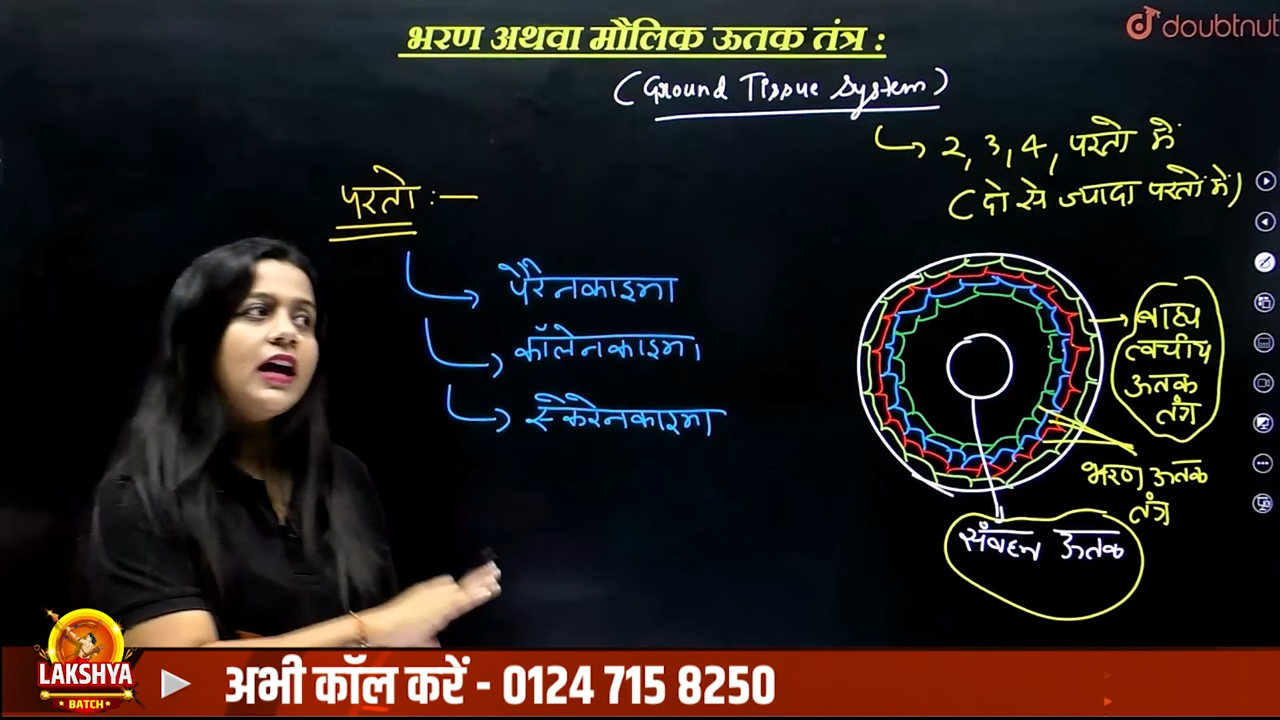 भरण अथवा मौलिक ऊतक तंत्र :
doubtnut
(Ground Tissue System)
2, 3, 4, परतो में
(दो से ज्यादा परतों में)
परतो :—
पैरेनकाइमा
कॉलेनकाइमा
स्कैरेनकाइमा
बाह्य
त्वचीय
ऊतक
तंत्र
भरण ऊतक
तंत्र
संवहन ऊतक
LAKSHYA
BATCH
अभी कॉल करें - 0124 715 8250